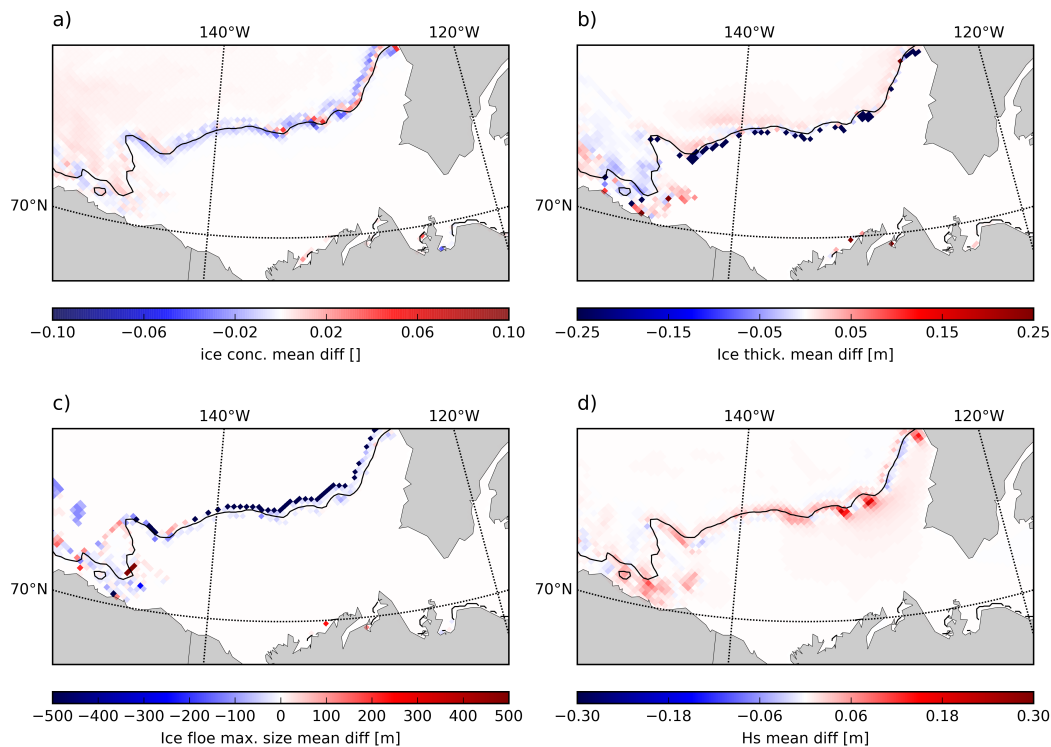 a)
140°W 120°W
70°N
−0.10 −0.06 −0.02 0.02 0.06 0.10
ice conc. mean diff []
b)
140°W 120°W
70°N
−0.25 −0.15 −0.05 0.05 0.15 0.25
Ice thick. mean diff [m]
c)
140°W 120°W
70°N
−500 −400 −300 −200 −100 0 100 200 300 400 500
Ice floe max. size mean diff [m]
d)
140°W 120°W
70°N
−0.30 −0.18 −0.06 0.06 0.18 0.30
Hs mean diff [m]